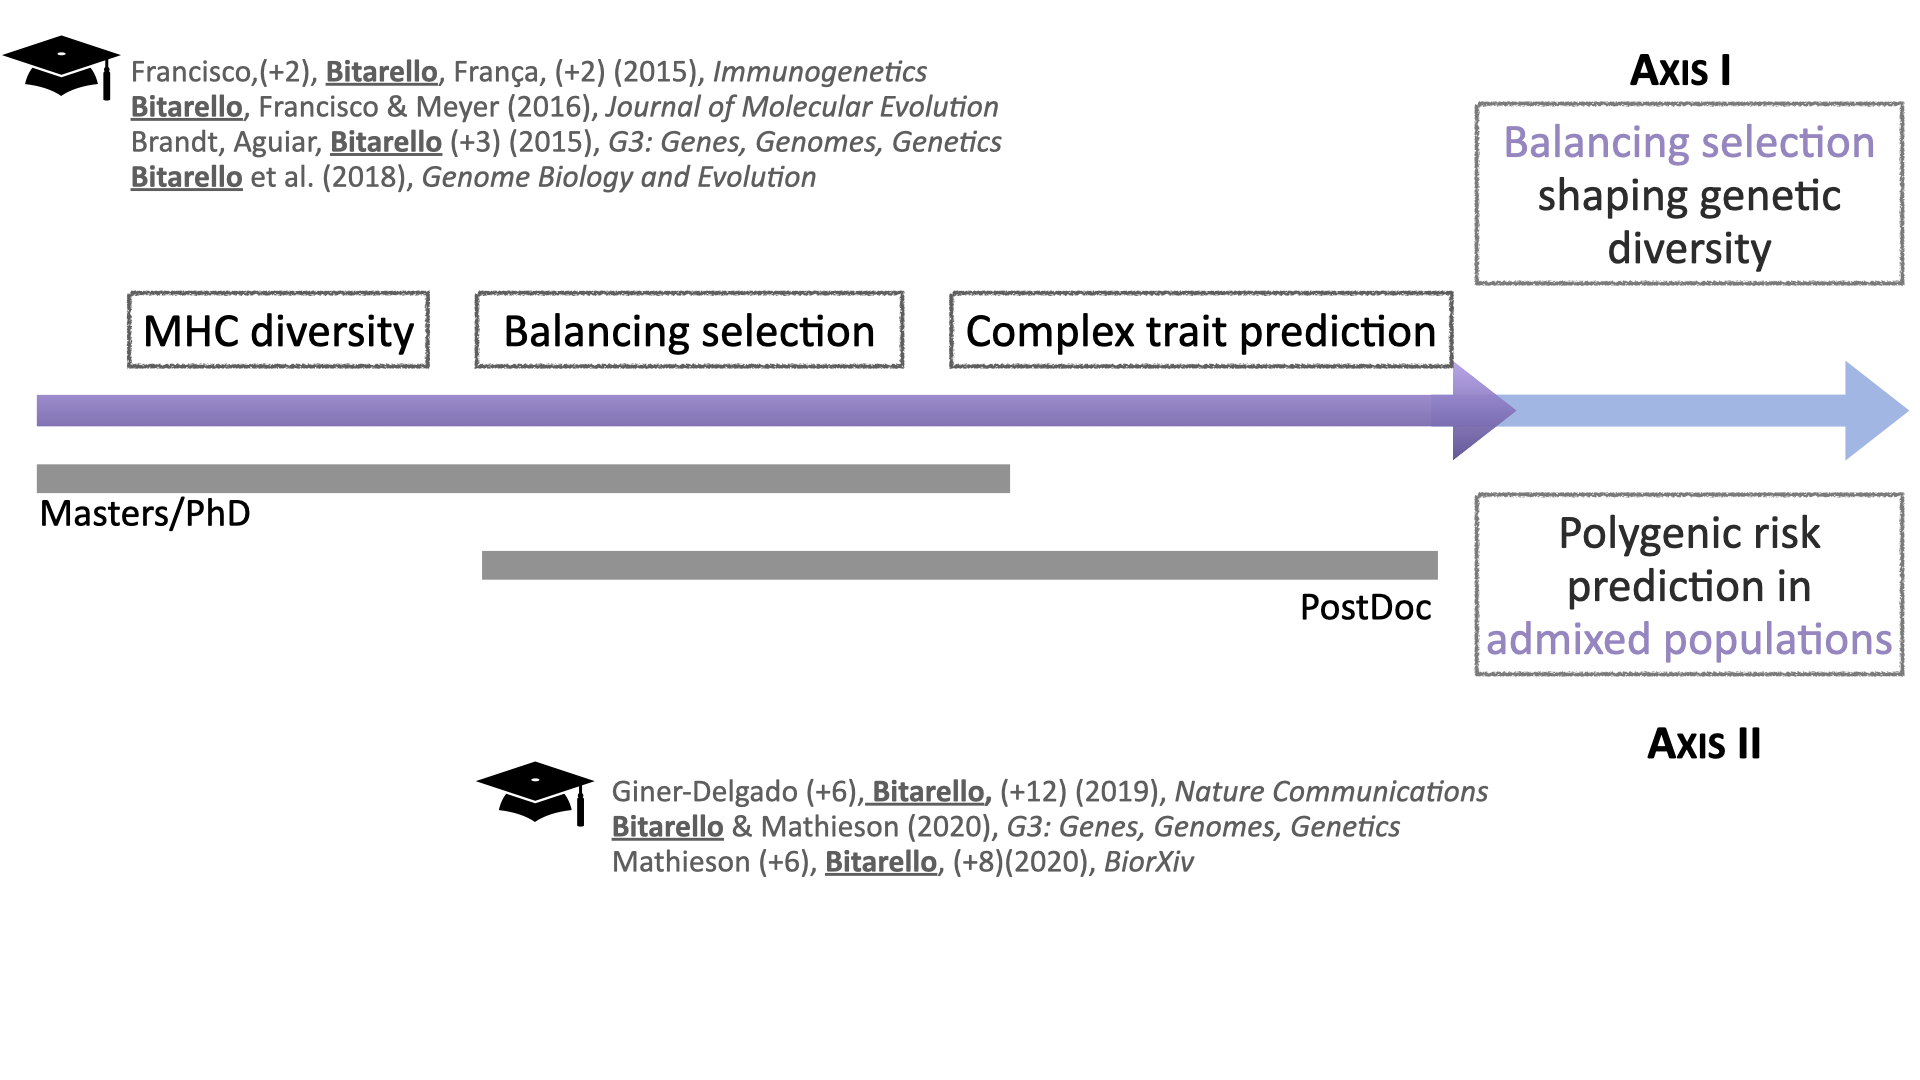 Francisco,(+2), Bitarello, França, (+2) (2015), Immunogenetics
Bitarello, Francisco & Meyer (2016), Journal of Molecular Evolution
Brandt, Aguiar, Bitarello (+3) (2015), G3: Genes, Genomes, Genetics
Bitarello et al. (2018), Genome Biology and Evolution
Axis I
Balancing selection
shaping genetic
diversity
MHC diversity
Balancing selection
Complex trait prediction
Masters/PhD
PostDoc
Polygenic risk
prediction in
admixed populations
Axis II
Giner-Delgado (+6), Bitarello, (+12) (2019), Nature Communications
Bitarello & Mathieson (2020), G3: Genes, Genomes, Genetics
Mathieson (+6), Bitarello, (+8)(2020), BiorXiv